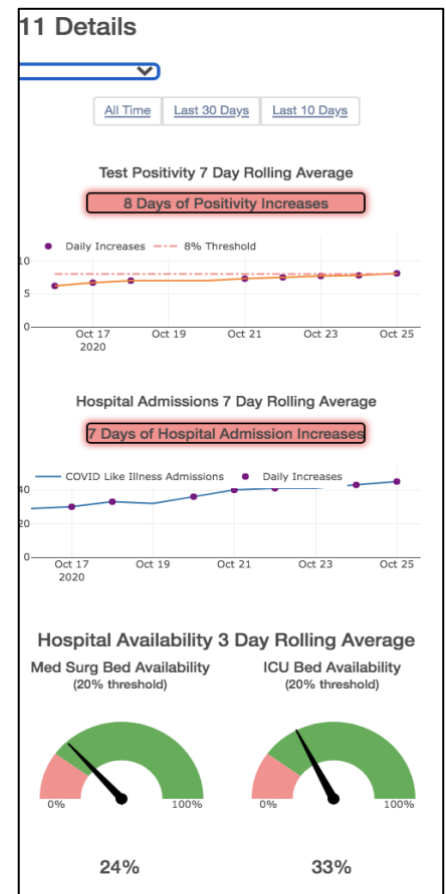 11 Details
All Time Last 30 Days Last 10 Days
Test Positivity 7 Day Rolling Average
8 Days of Positivity Increases
Daily Increases 8% Threshold
10
5
0
Oct 17 Oct 19 Oct 21 Oct 23 Oct 25
2020
Hospital Admissions 7 Day Rolling Average
7 Days of Hospital Admission Increases
COVID Like Illness Admissions Daily Increases
40
20
0
Oct 17 Oct 19 Oct 21 Oct 23 Oct 25
2020
Hospital Availability 3 Day Rolling Average
Med Surg Bed Availability ICU Bed Availability
(20% threshold) (20% threshold)
0% 100% 0% 100%
24% 33%